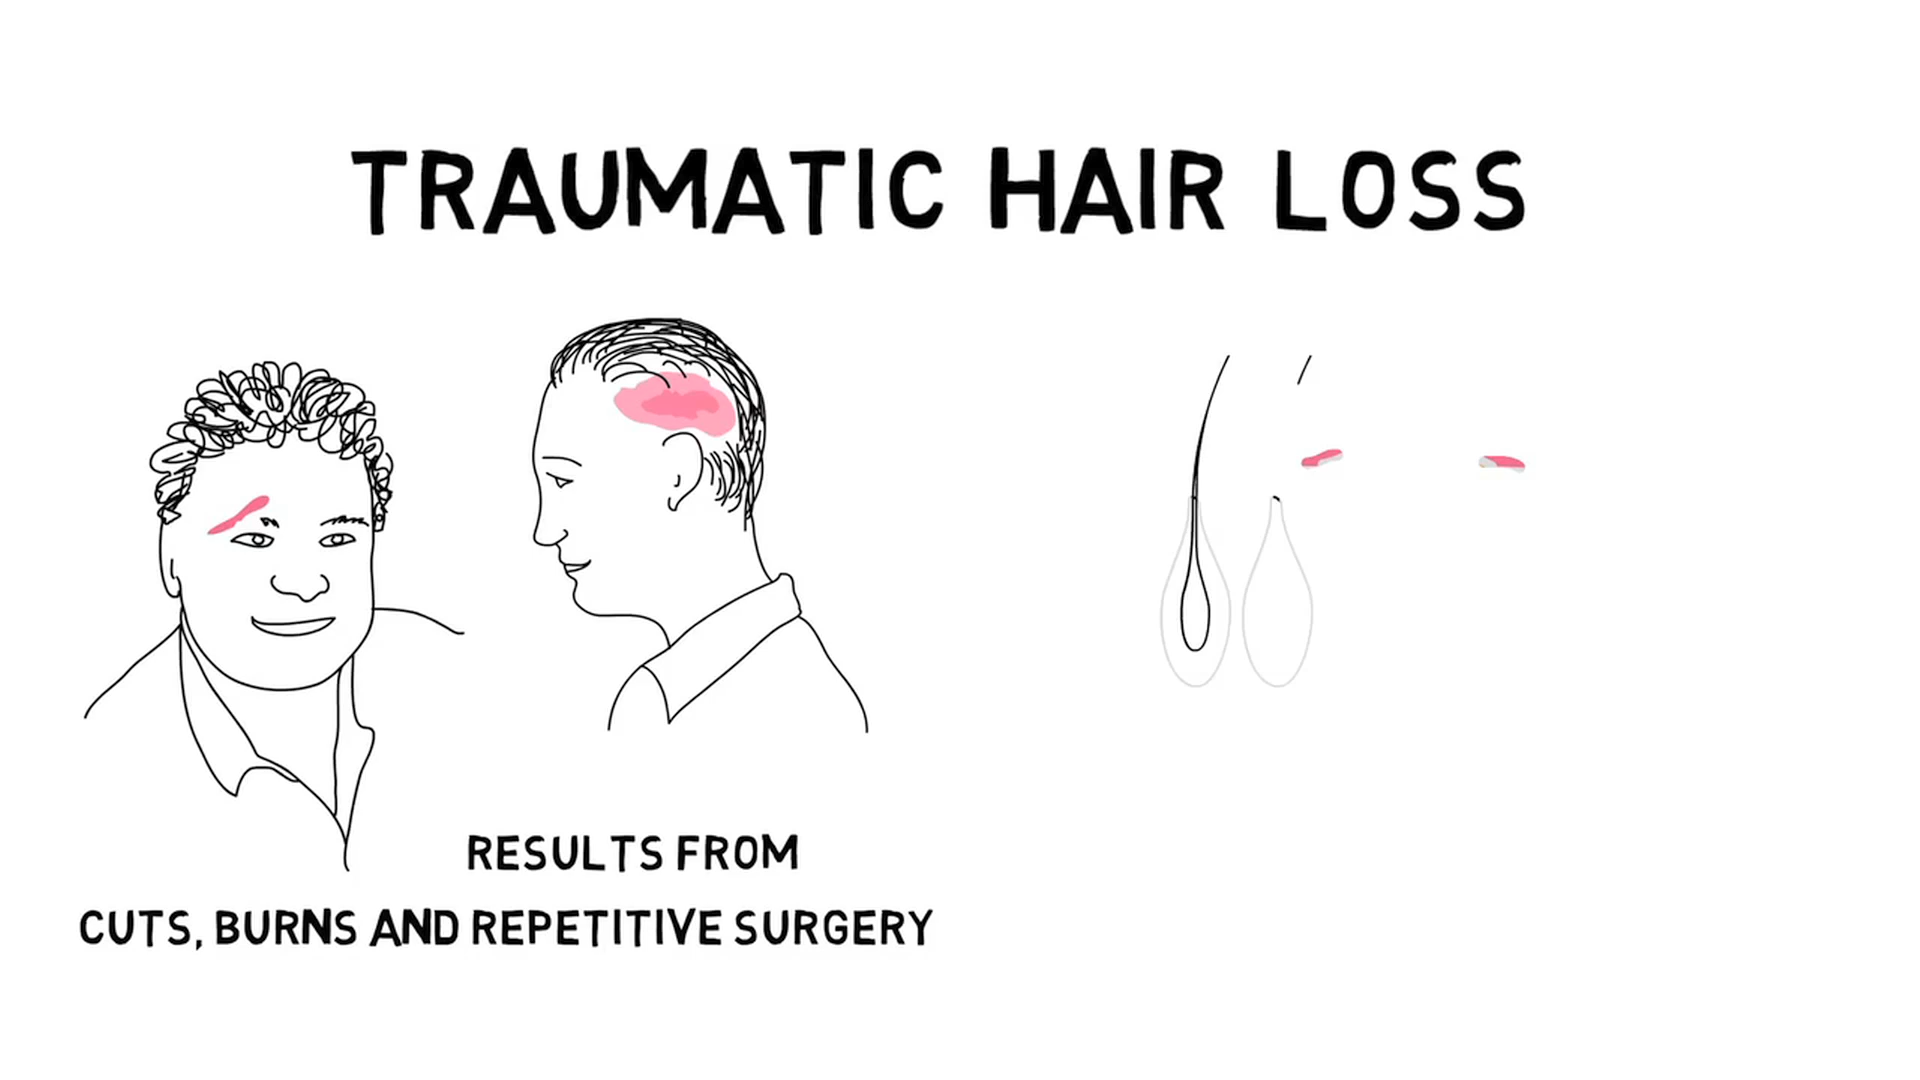 TRAUMATIC HAIR LOSS
RESULTS FROM
CUTS, BURNS AND REPETITIVE SURGERY